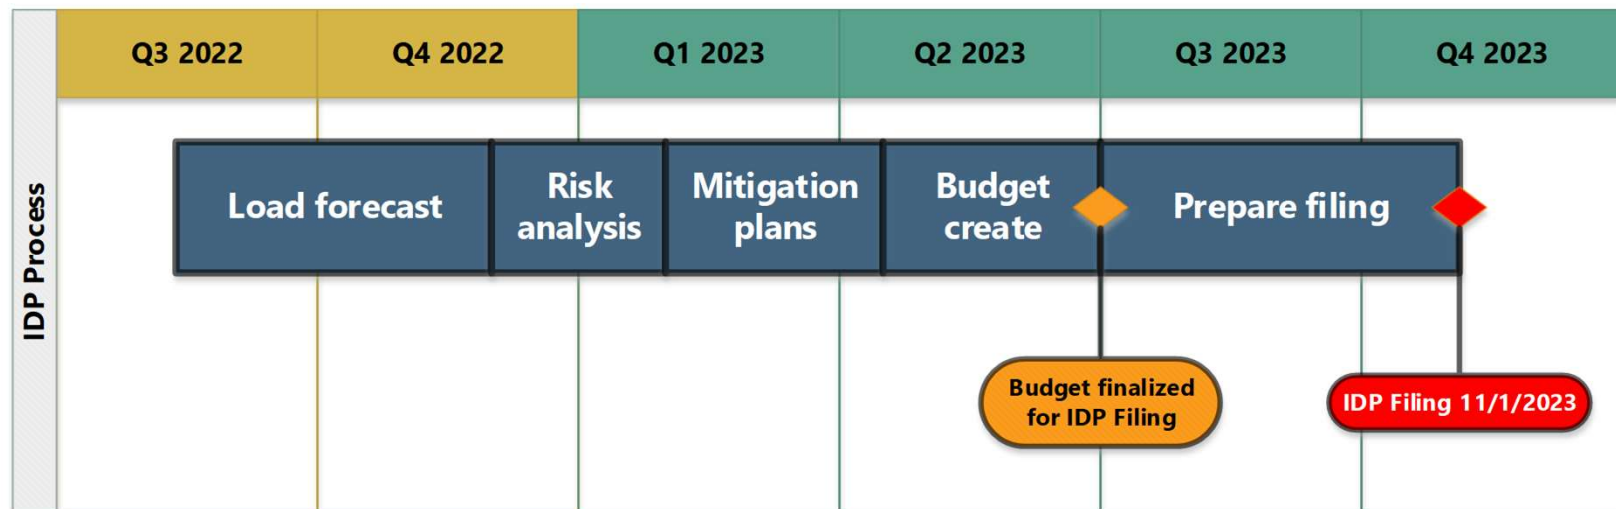 Q3 2022
Q4 2022
Q1 2023
Q2 2023
Q3 2023
Q4 2023
IDP Process
Load forecast
Risk
analysis
Mitigation
plans
Budget
create
Prepare filing
Budget finalized
for IDP Filing
IDP Filing 11/1/2023